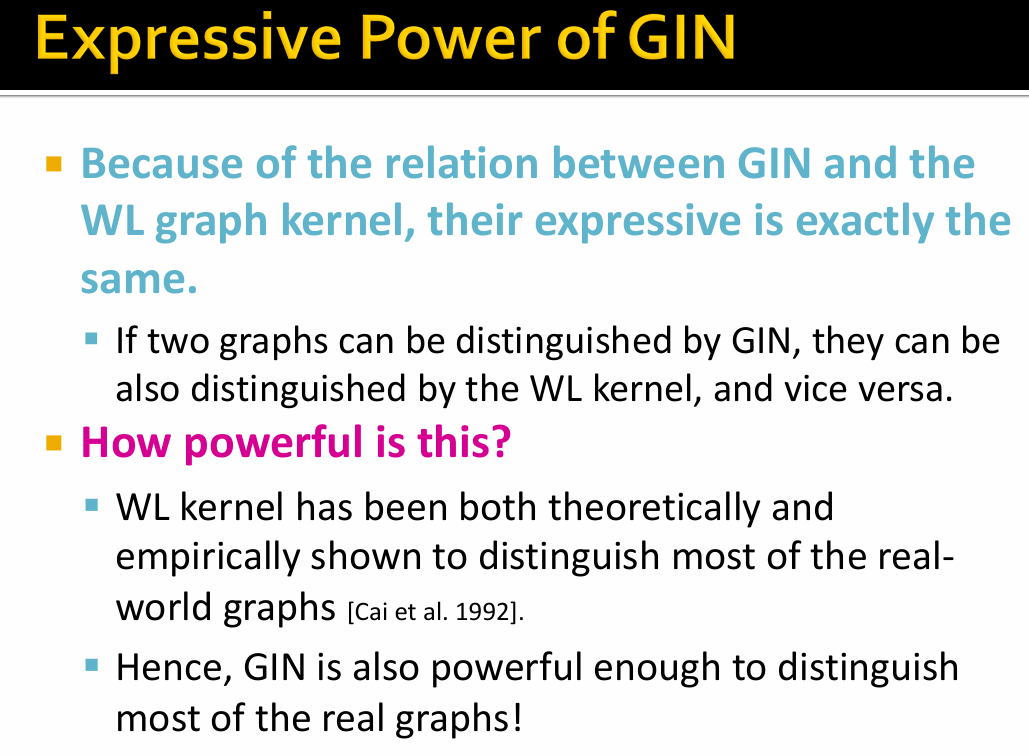 Expressive Power of GIN
Because of the relation between GIN and the
WL graph kernel, their expressive is exactly the
same.
If two graphs can be distinguished by GIN, they can be
also distinguished by the WL kernel, and vice versa.
How powerful is this?
WL kernel has been both theoretically and
empirically shown to distinguish most of the real-
world graphs [Cai et al. 1992].
Hence, GIN is also powerful enough to distinguish
most of the real graphs!